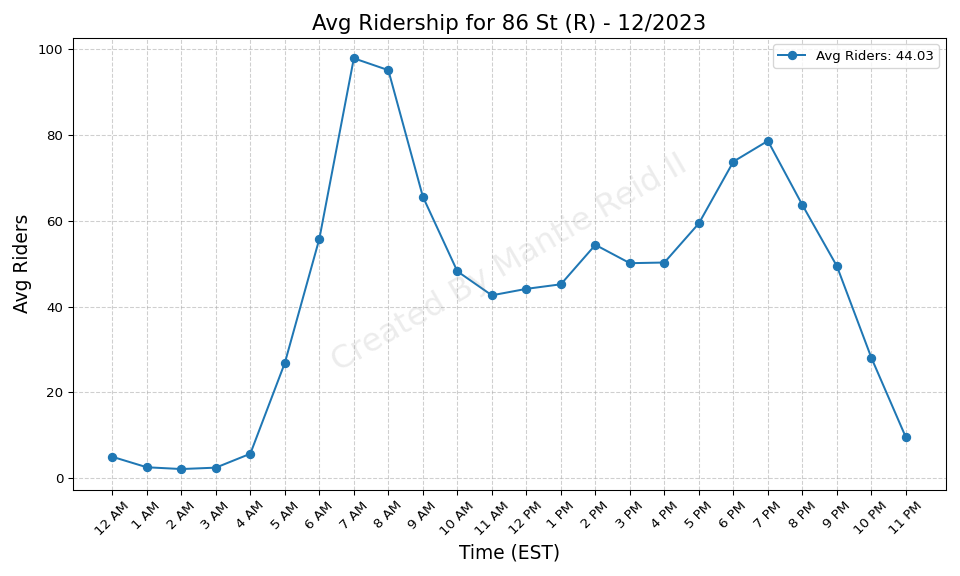 Avg Ridership for 86 St (R) - 12/2023
Avg Riders: 44.03
100
80
60
40
20
0
Avg Riders
Created By Mantle Reid II
12 AM
1 AM
2 AM
3 AM
4 AM
5 AM
6 AM
7 AM
8 AM
9 AM
10 AM
11 AM
12 PM
1 PM
2 PM
3 PM
4 PM
5 PM
6 PM
7 PM
8 PM
9 PM
10 PM
11 PM
Time (EST)